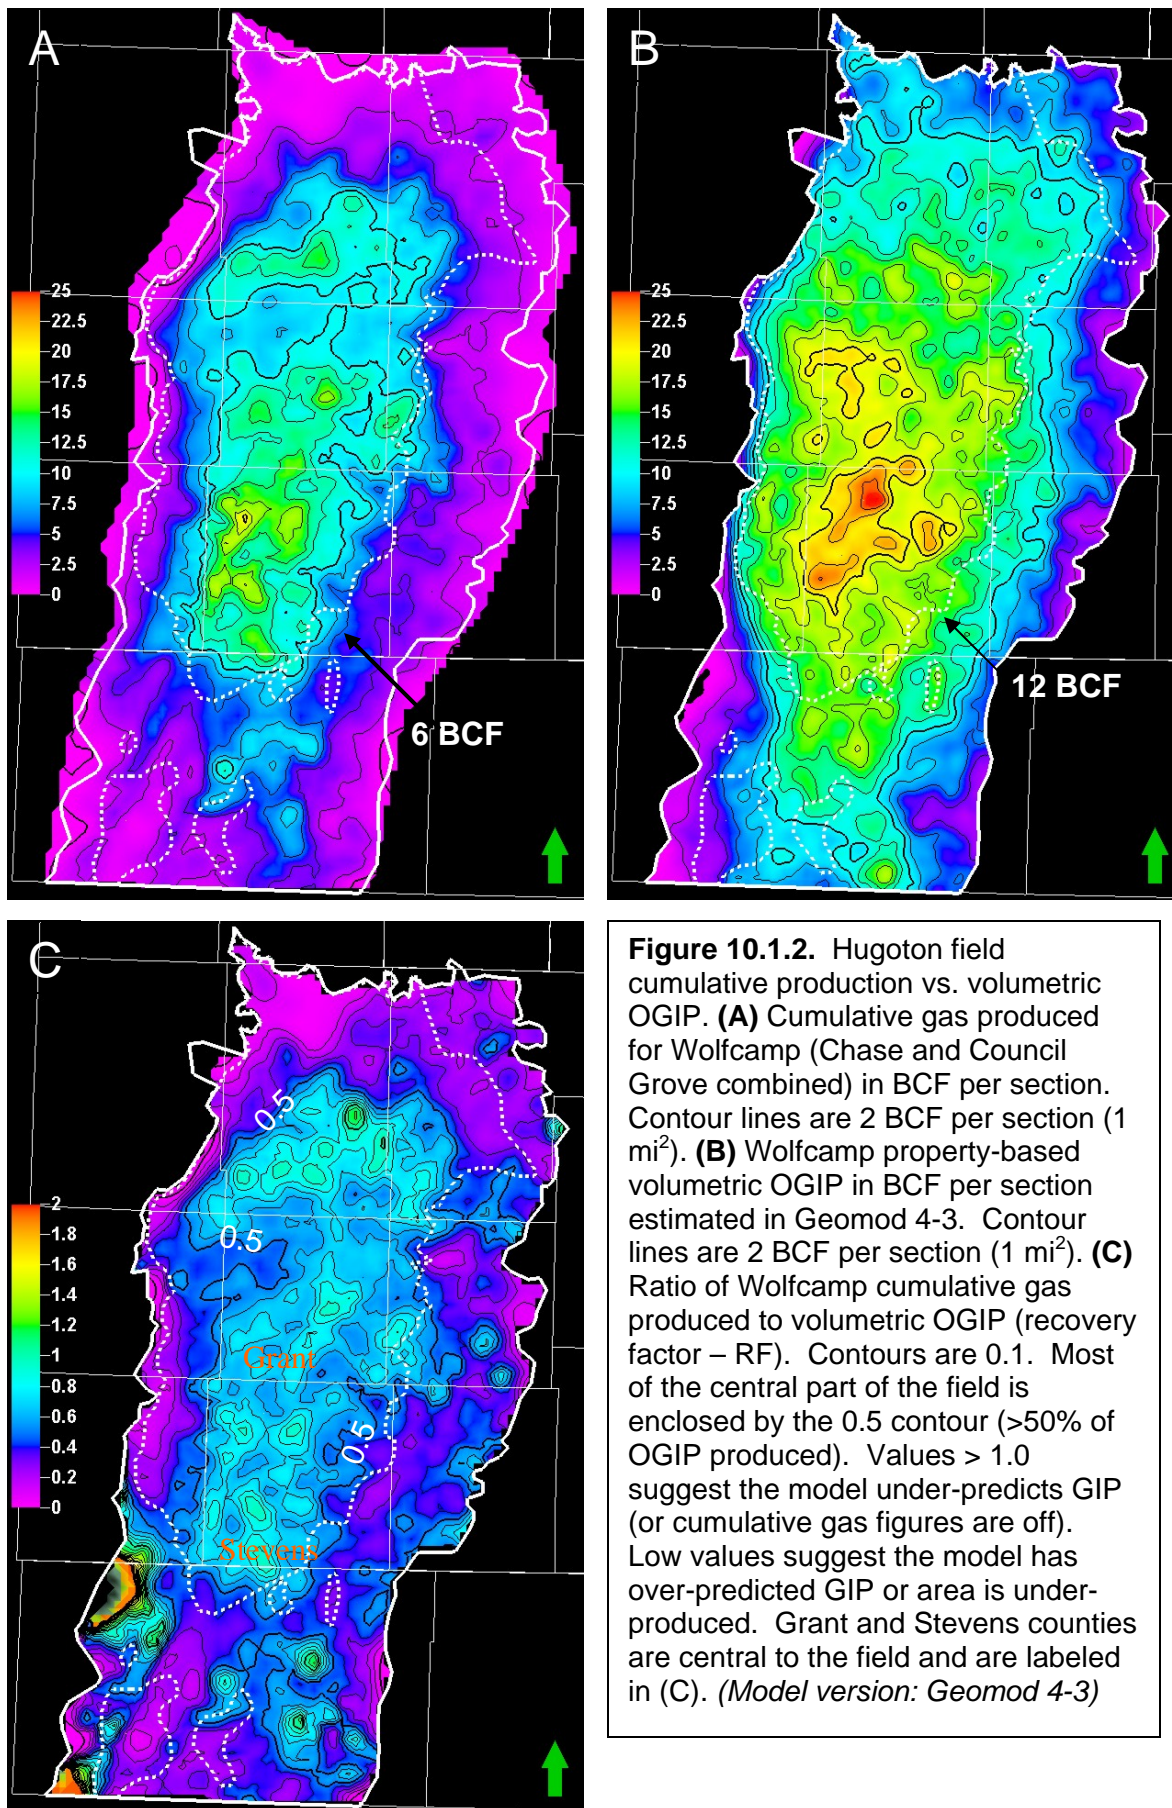 A
25
22.5
20
17.5
15
12.5
10
7.5
5
2.5
0
6 BCF
B
25
22.5
20
17.5
15
12.5
10
7.5
5
2.5
0
12 BCF
C
0.5
0.5
2
1.8
1.6
1.4
1.2
1
0.8
0.6
0.4
0.2
0
Grant
0.5
Stevens
Figure 10.1.2. Hugoton field
cumulative production vs. volumetric
OGIP. (A) Cumulative gas produced
for Wolfcamp (Chase and Council
Grove combined) in BCF per section.
Contour lines are 2 BCF per section (1
mi²). (B) Wolfcamp property-based
volumetric OGIP in BCF per section
estimated in Geomod 4-3. Contour
lines are 2 BCF per section (1 mi²). (C)
Ratio of Wolfcamp cumulative gas
produced to volumetric OGIP (recovery
factor – RF). Contours are 0.1. Most
of the central part of the field is
enclosed by the 0.5 contour (>50% of
OGIP produced). Values > 1.0
suggest the model under-predicts GIP
(or cumulative gas figures are off).
Low values suggest the model has
over-predicted GIP or area is under-
produced. Grant and Stevens counties
are central to the field and are labeled
in (C). (Model version: Geomod 4-3)